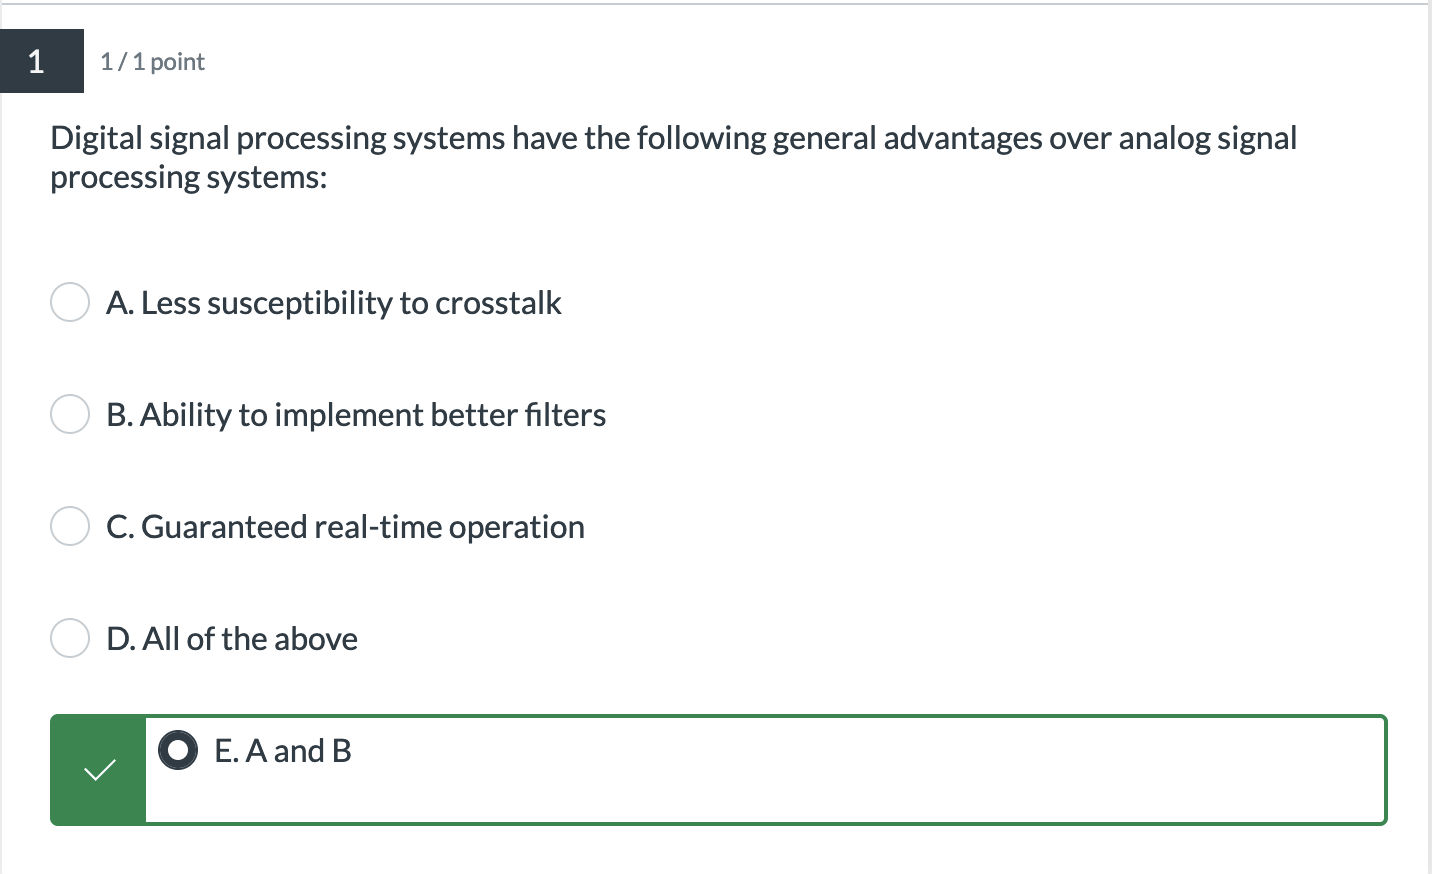 1
1 / 1 point
Digital signal processing systems have the following general advantages over analog signal
processing systems:
A. Less susceptibility to crosstalk
B. Ability to implement better filters
C. Guaranteed real-time operation
D. All of the above
E. A and B